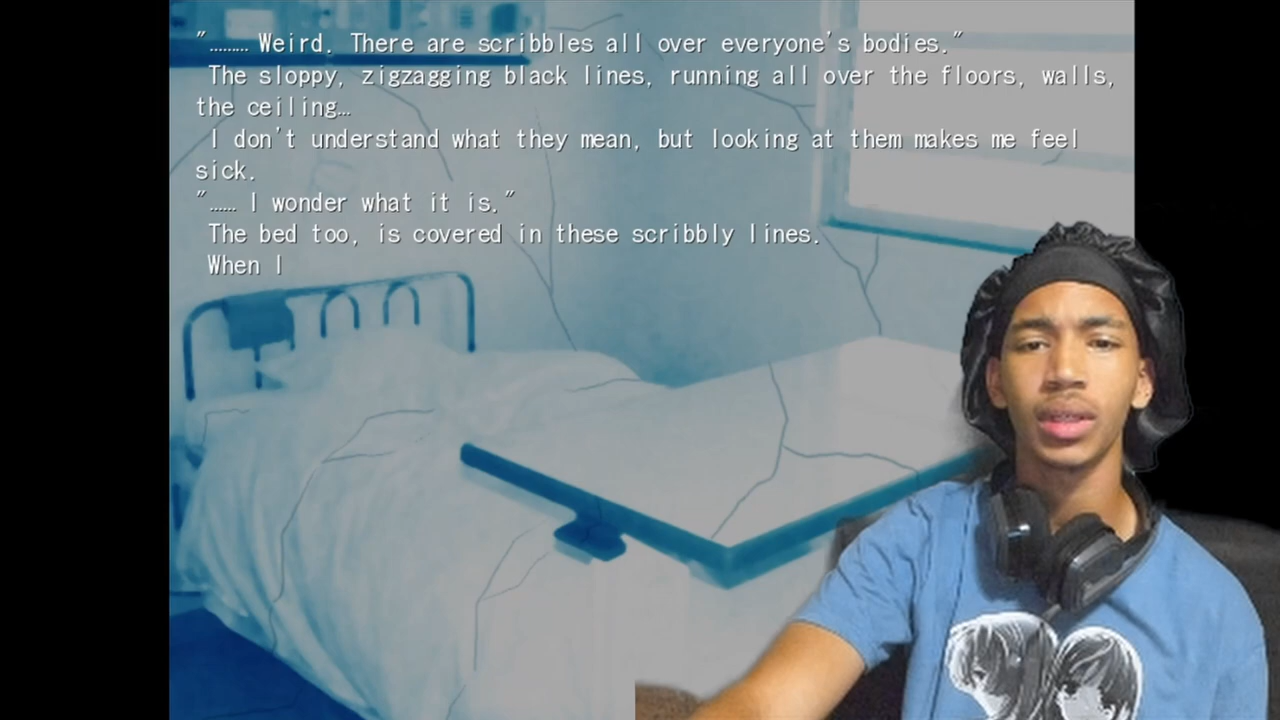 "……… Weird. There are scribbles all over everyone's bodies."
The sloppy, zigzagging black lines, running all over the floors, walls,
the ceiling…
I don't understand what they mean, but looking at them makes me feel
sick.
"…… I wonder what it is."
The bed too, is covered in these scribbly lines.
When I